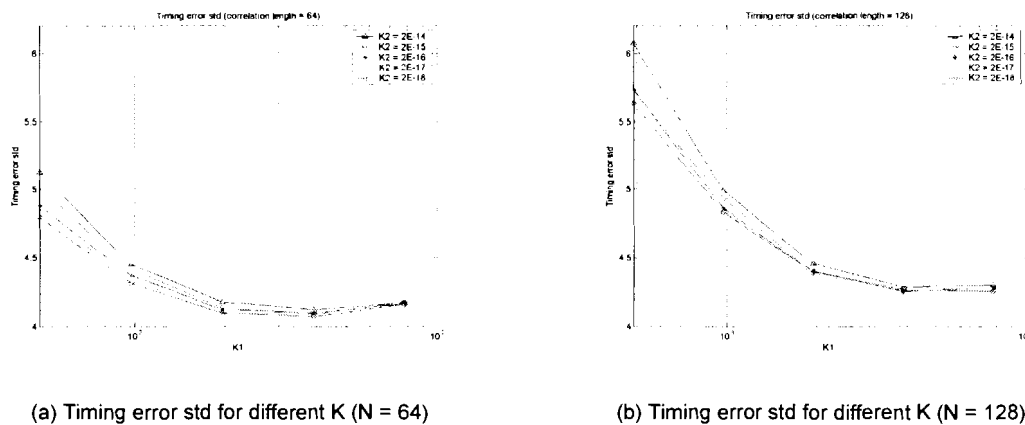 Timing error std (correlation length = 64)
K2 = 2E-14
K2 = 2E-15
K2 = 2E-16
K2 = 2E-17
K2 = 2E-18
6
5.5
5
4.5
4
Timing error std
K1
(a) Timing error std for different K (N = 64)
Timing error std (correlation length = 128)
K2 = 2E-14
K2 = 2E-15
K2 = 2E-16
K2 = 2E-17
K2 = 2E-18
6
5.5
5
4.5
4
Timing error std
K1
(b) Timing error std for different K (N = 128)